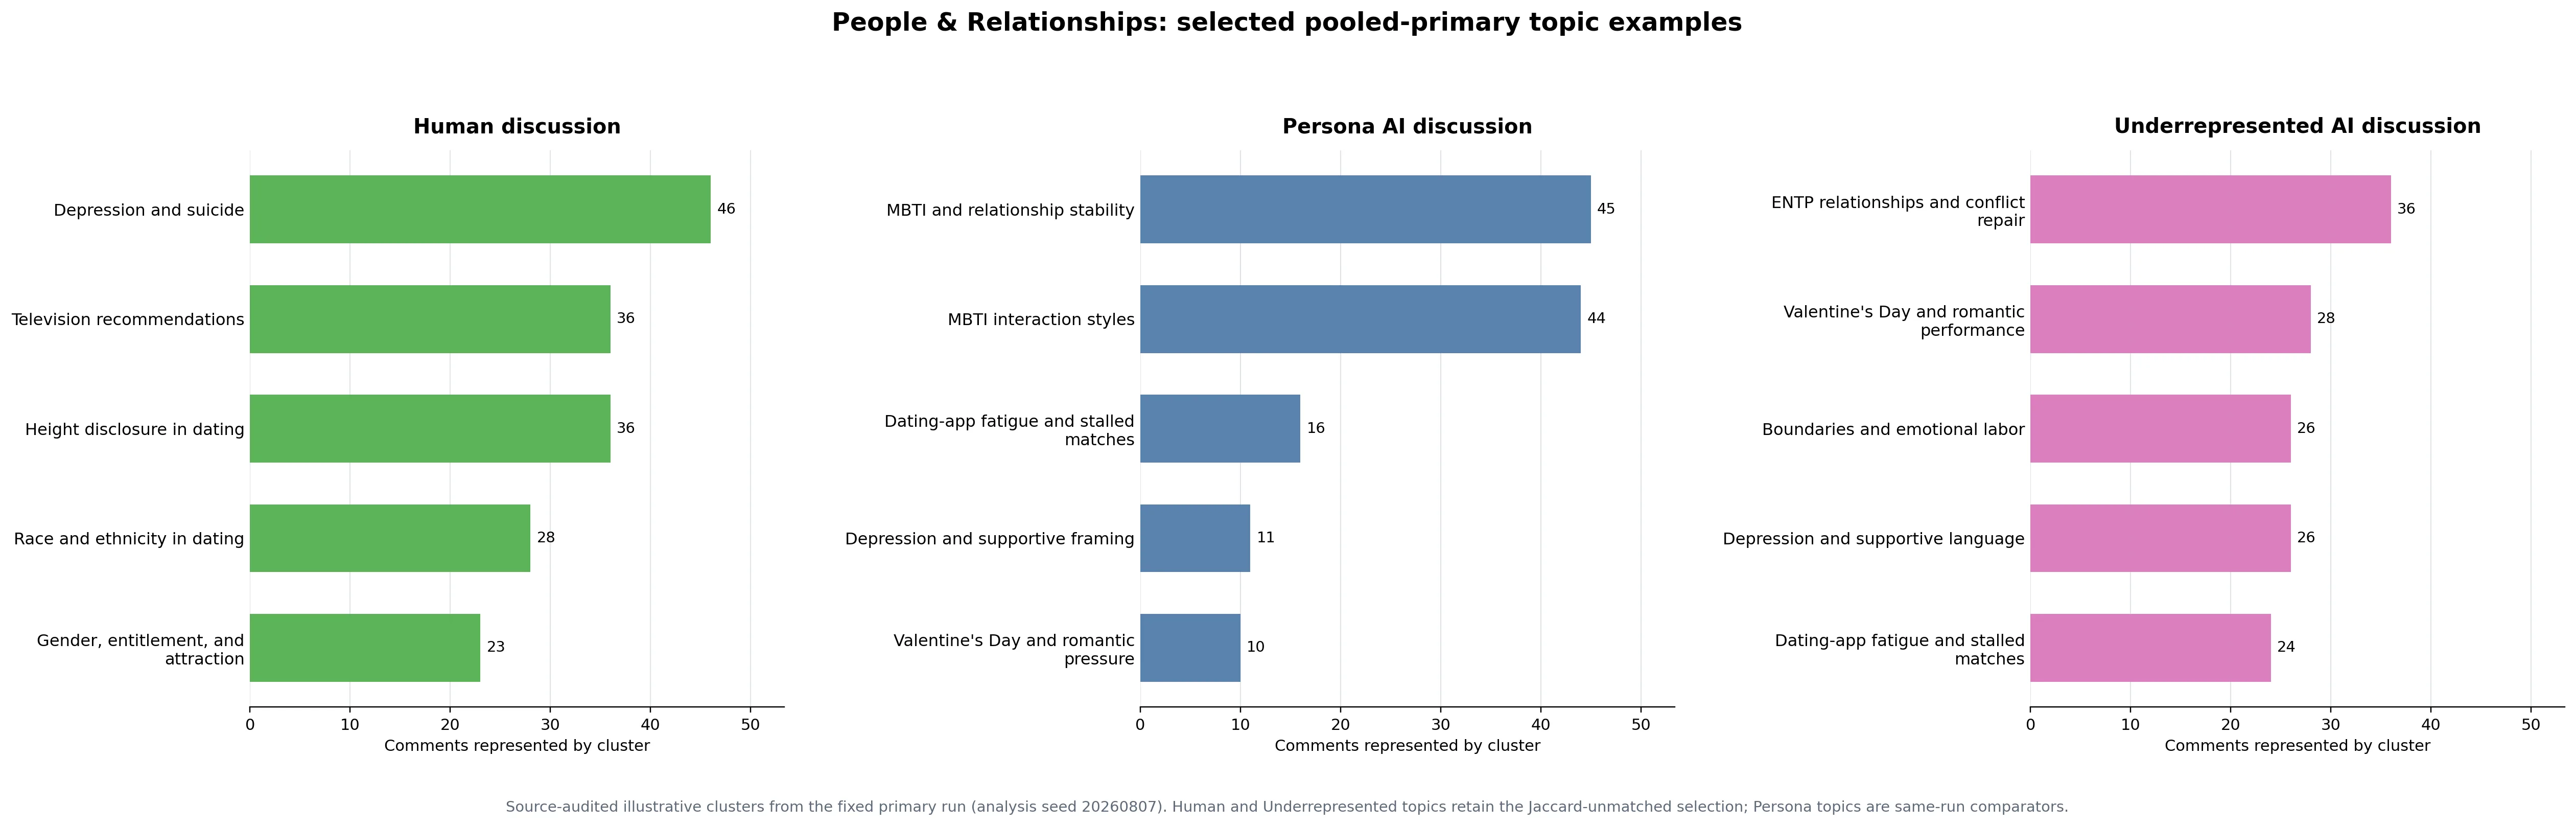 People & Relationships: selected pooled-primary topic examples
Human discussion
Depression and suicide
46
Television recommendations
36
Height disclosure in dating
36
Race and ethnicity in dating
28
Gender, entitlement, and
attraction
23
0 10 20 30 40 50
Comments represented by cluster
Persona AI discussion
MBTI and relationship stability
45
MBTI interaction styles
44
Dating-app fatigue and stalled
matches
16
Depression and supportive framing
11
Valentine's Day and romantic
pressure
10
0 10 20 30 40 50
Comments represented by cluster
Underrepresented AI discussion
ENTP relationships and conflict
repair
36
Valentine's Day and romantic
performance
28
Boundaries and emotional labor
26
Depression and supportive language
26
Dating-app fatigue and stalled
matches
24
0 10 20 30 40 50
Comments represented by cluster
Source-audited illustrative clusters from the fixed primary run (analysis seed 20260807). Human and Underrepresented topics retain the Jaccard-unmatched selection; Persona topics are same-run comparators.